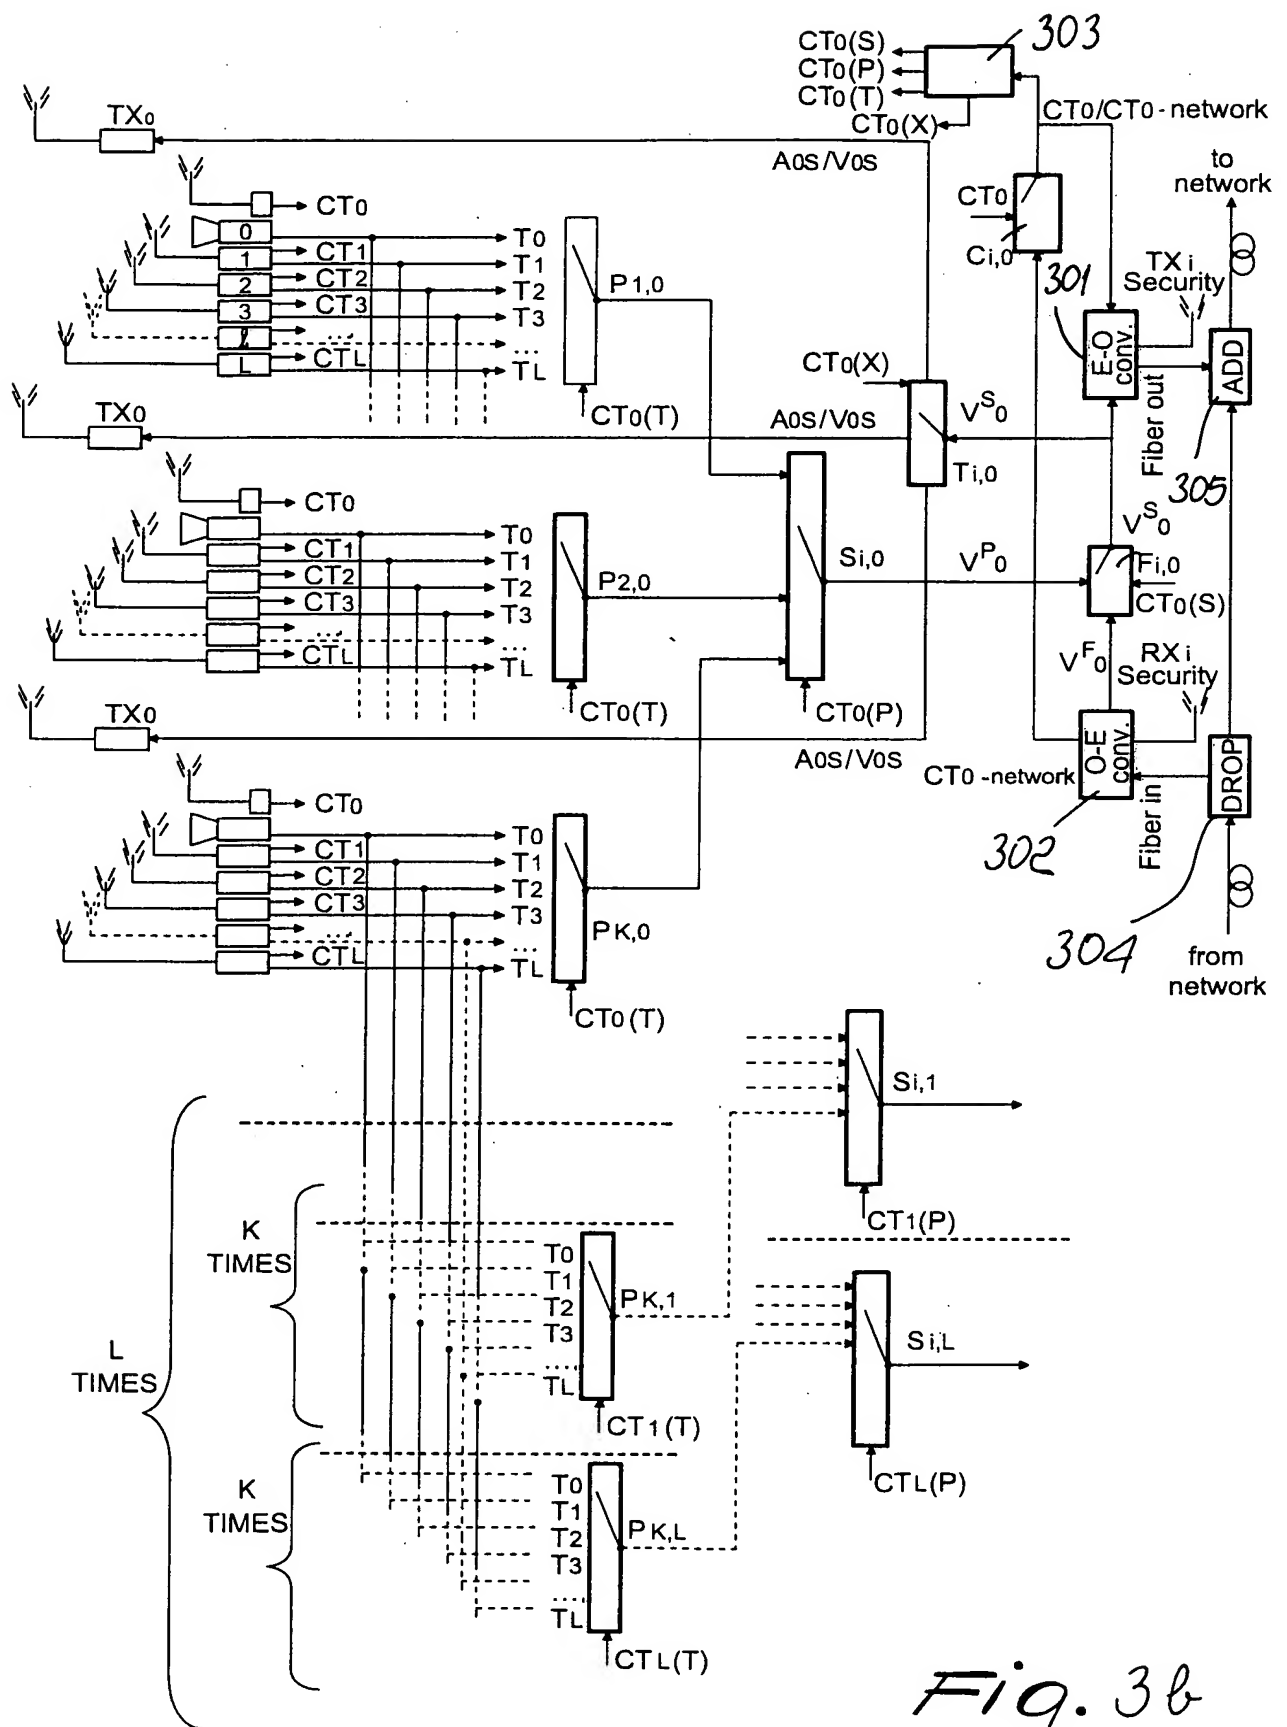 303
CT0(S)
CT0(P)
CT0(T)
CT0(X)
CT0/CT0-network
TX0
A0S/V0S
to
network
CT0
CT0
Ci,0
0
1
2
3
l
L
CT1
CT2
CT3
...
CTL
T0
T1
T2
T3
...
TL
P1,0
CT0(T)
301
TX i
Security
E-O
conv.
ADD
Fiber out
305
CT0(X)
V^S_0
Ti,0
TX0
A0S/V0S
CT0
CT1
CT2
CT3
...
CTL
T0
T1
T2
T3
...
TL
P2,0
CT0(T)
Si,0
CT0(P)
V^P_0
V^S_0
Fi,0
CT0(S)
V^F_0
RX i
Security
O-E
conv.
DROP
CT0-network
Fiber in
302
304
from
network
TX0
A0S/V0S
CT0
CT1
CT2
CT3
...
CTL
T0
T1
T2
T3
...
TL
PK,0
CT0(T)
Si,1
CT1(P)
K
TIMES
T0
T1
T2
T3
.....
TL
PK,1
CT1(T)
L
TIMES
Si,L
CTL(P)
K
TIMES
T0
T1
T2
T3
.....
TL
PK,L
CTL(T)
Fig. 3b